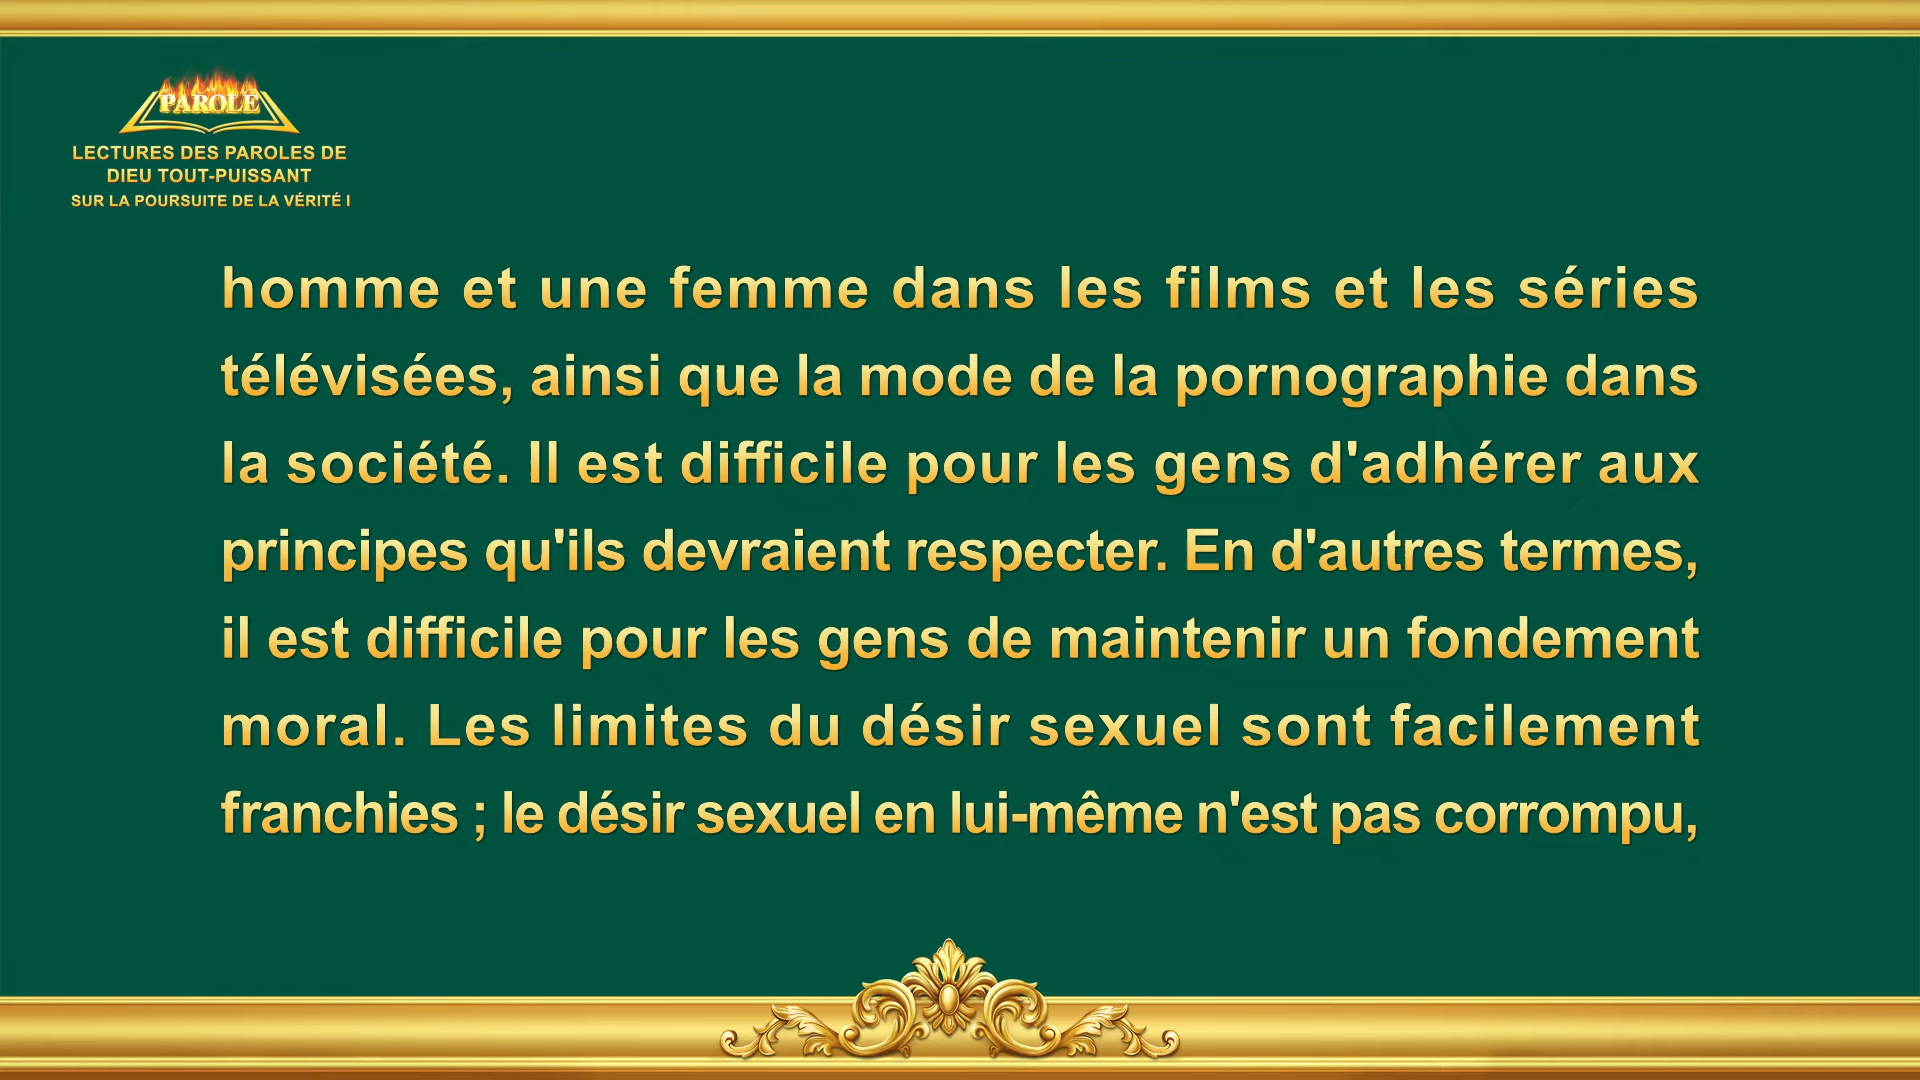 PAROLE
LECTURES DES PAROLES DE
DIEU TOUT-PUISSANT
SUR LA POURSUITE DE LA VÉRITÉ I
homme et une femme dans les films et les séries
télévisées, ainsi que la mode de la pornographie dans
la société. Il est difficile pour les gens d'adhérer aux
principes qu'ils devraient respecter. En d'autres termes,
il est difficile pour les gens de maintenir un fondement
moral. Les limites du désir sexuel sont facilement
franchies ; le désir sexuel en lui-même n'est pas corrompu,